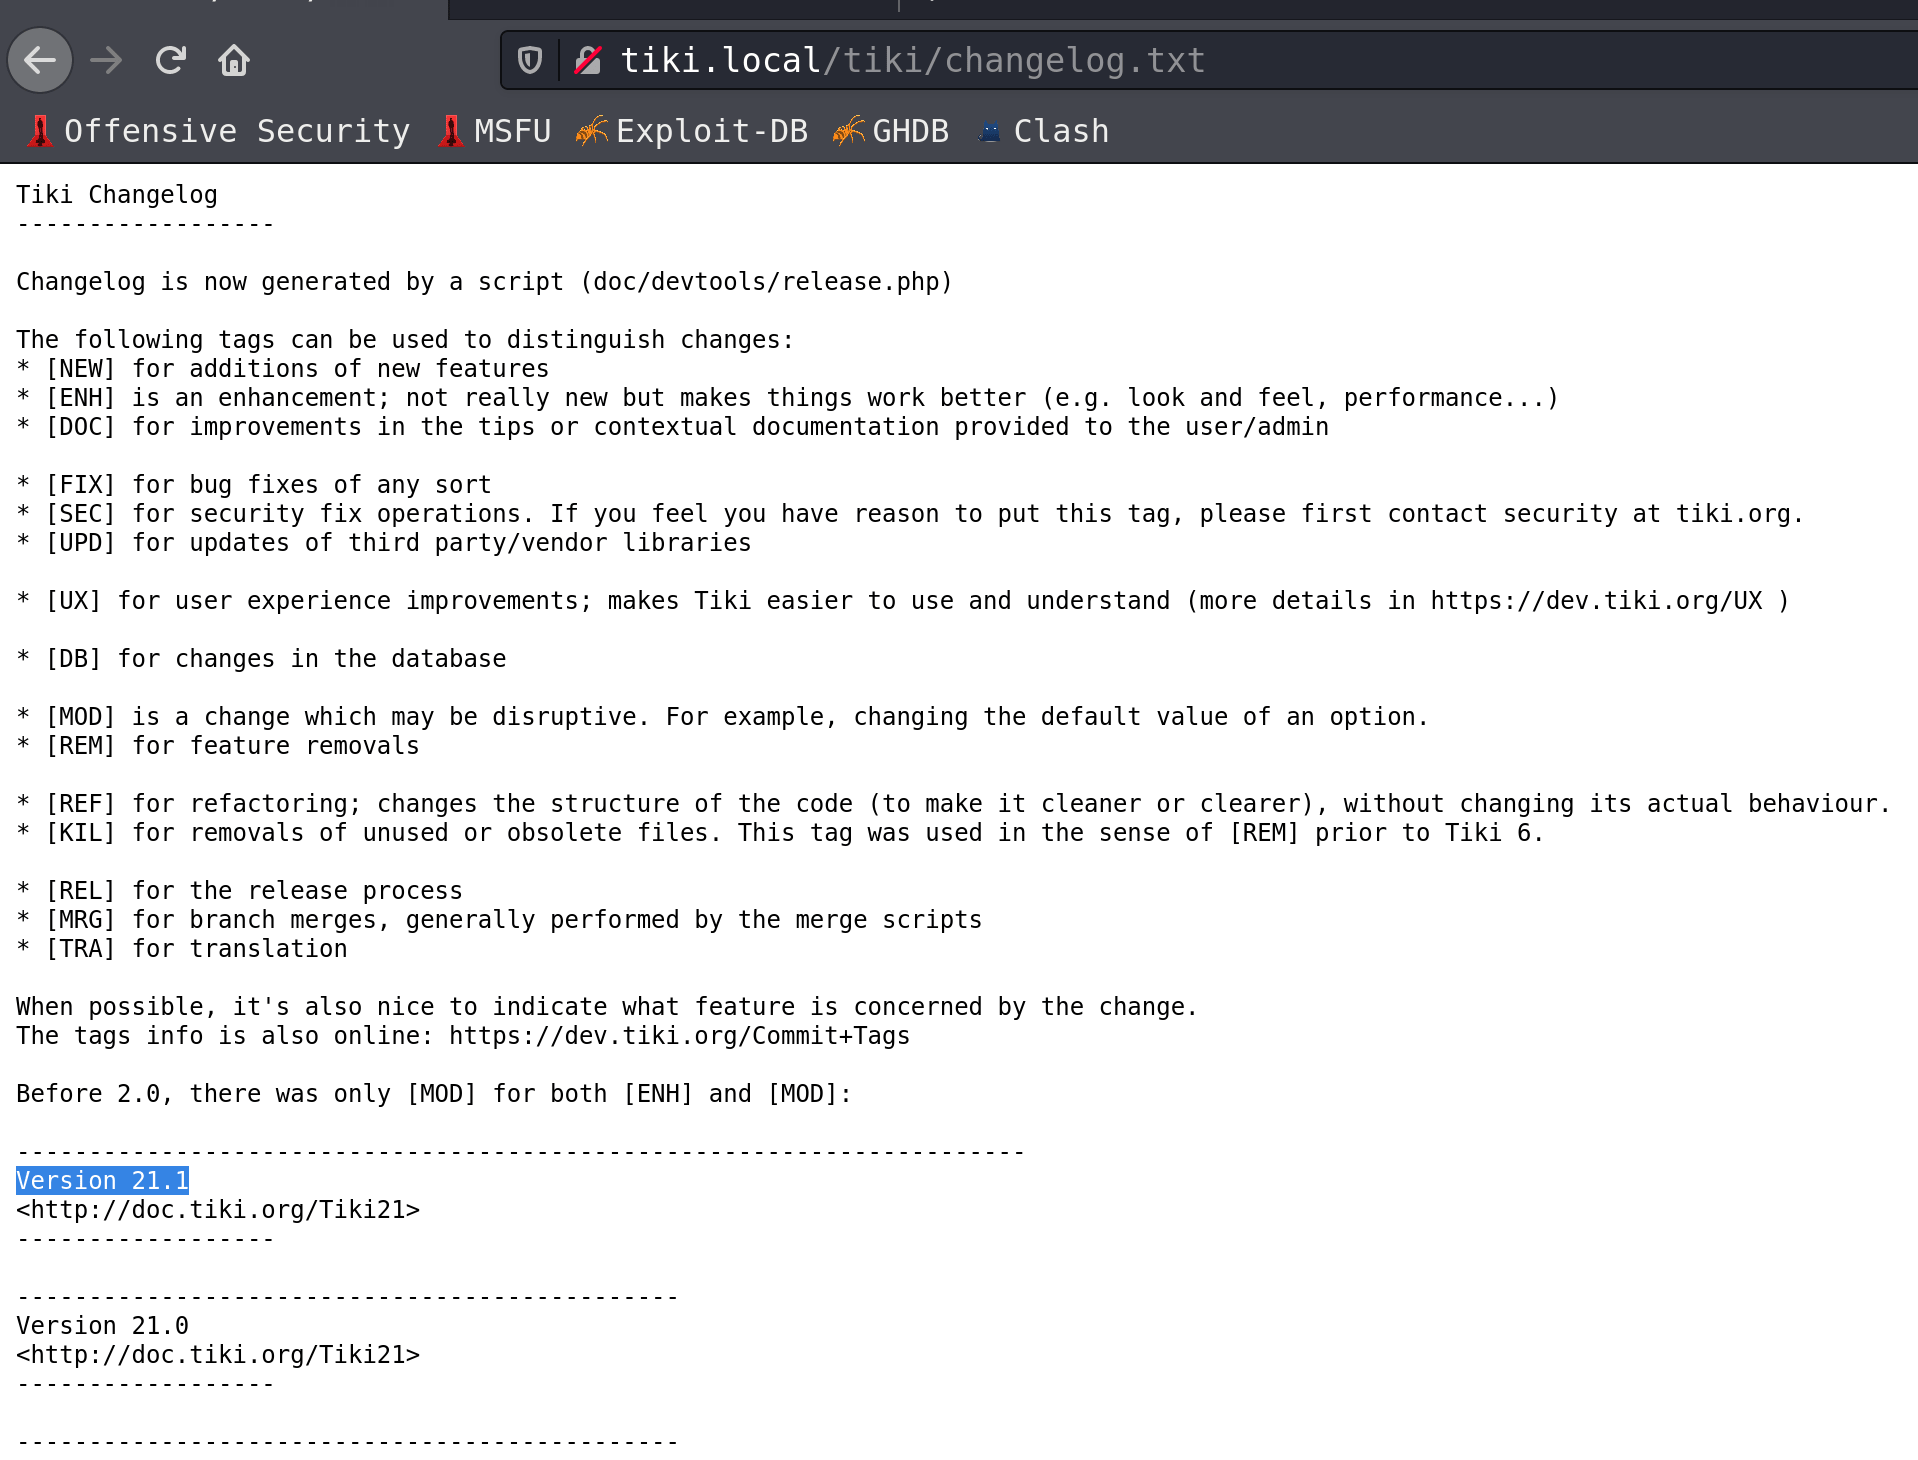 tiki.local/tiki/changelog.txt
Offensive Security MSFU Exploit-DB GHDB Clash
Tiki Changelog
------------------
Changelog is now generated by a script (doc/devtools/release.php)
The following tags can be used to distinguish changes:
* [NEW] for additions of new features
* [ENH] is an enhancement; not really new but makes things work better (e.g. look and feel, performance...)
* [DOC] for improvements in the tips or contextual documentation provided to the user/admin
* [FIX] for bug fixes of any sort
* [SEC] for security fix operations. If you feel you have reason to put this tag, please first contact security at tiki.org.
* [UPD] for updates of third party/vendor libraries
* [UX] for user experience improvements; makes Tiki easier to use and understand (more details in https://dev.tiki.org/UX )
* [DB] for changes in the database
* [MOD] is a change which may be disruptive. For example, changing the default value of an option.
* [REM] for feature removals
* [REF] for refactoring; changes the structure of the code (to make it cleaner or clearer), without changing its actual behaviour.
* [KIL] for removals of unused or obsolete files. This tag was used in the sense of [REM] prior to Tiki 6.
* [REL] for the release process
* [MRG] for branch merges, generally performed by the merge scripts
* [TRA] for translation
When possible, it's also nice to indicate what feature is concerned by the change.
The tags info is also online: https://dev.tiki.org/Commit+Tags
Before 2.0, there was only [MOD] for both [ENH] and [MOD]:
----------------------------------------------------------------------
Version 21.1
<http://doc.tiki.org/Tiki21>
------------------
----------------------------------------------
Version 21.0
<http://doc.tiki.org/Tiki21>
------------------
----------------------------------------------